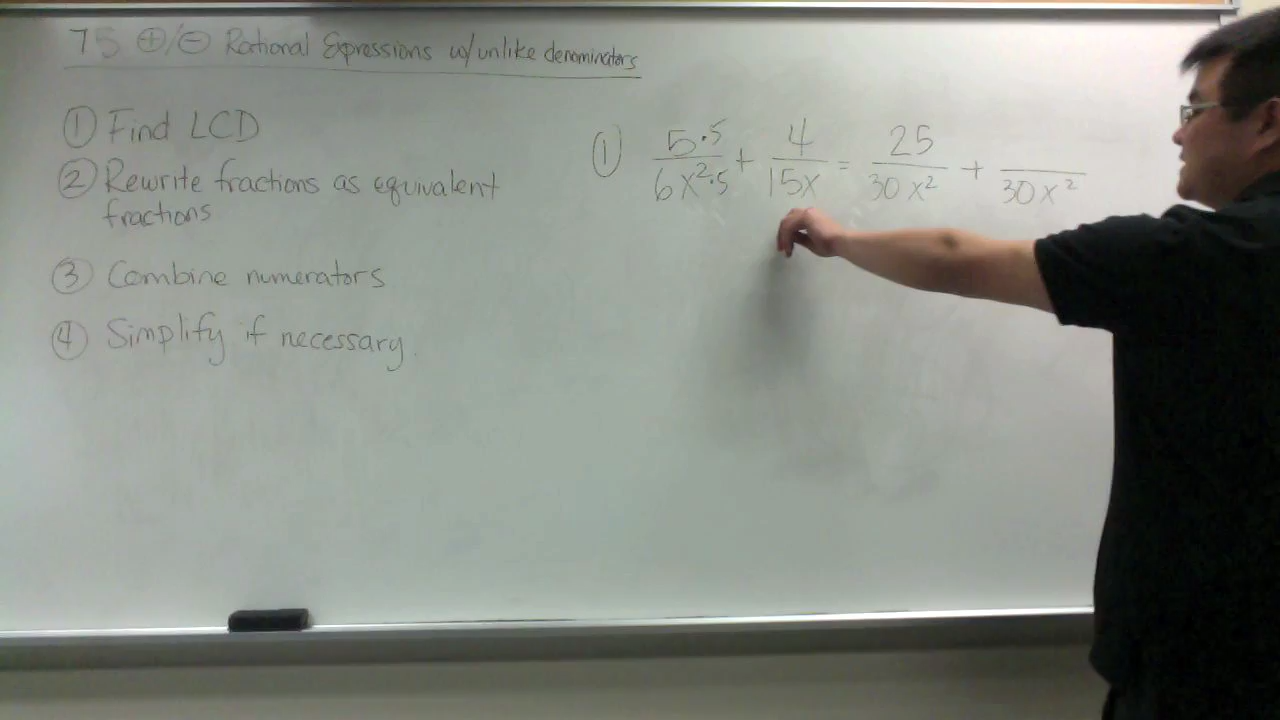 7 5 ⊕/⊖ Rational Expressions w/unlike denominators
① Find LCD
② Rewrite fractions as equivalent
fractions
③ Combine numerators
④ Simplify if necessary.
① 5·5/6x²·5 + 4/15x = 25/30x² + /30x²